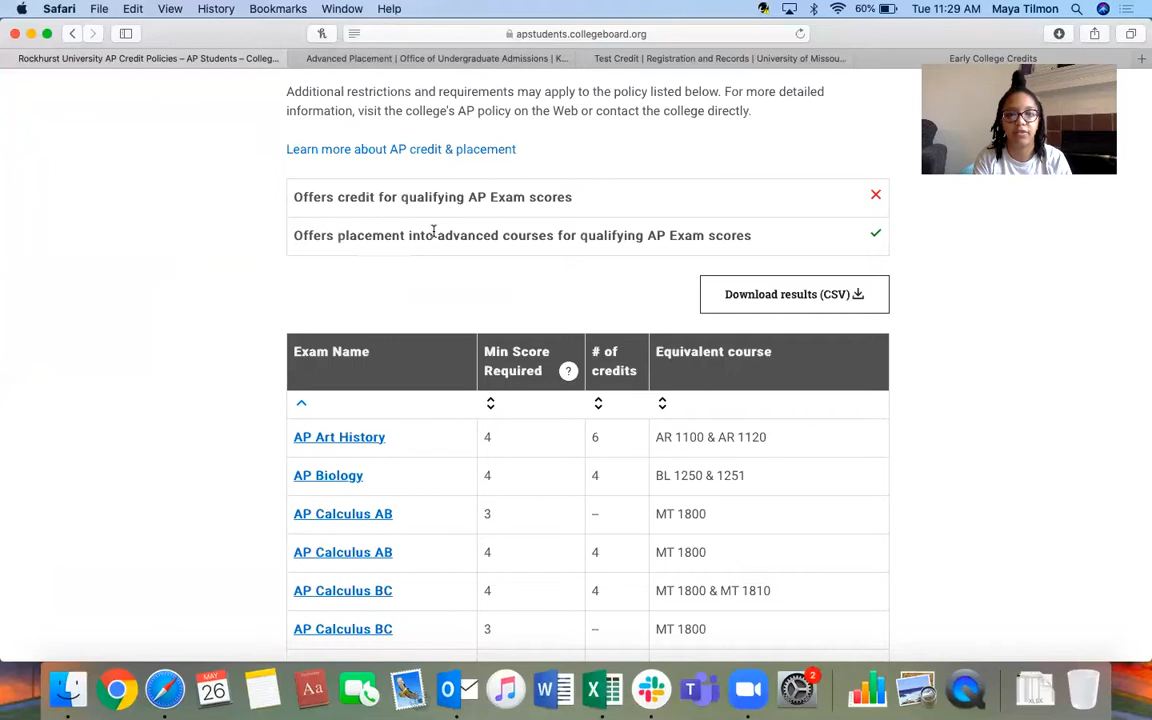 Safari File Edit View History Bookmarks Window Help 60% Tue 11:29 AM Maya Tilmon
apstudents.collegeboard.org
Rockhurst University AP Credit Policies – AP Students – Colleg... Advanced Placement | Office of Undergraduate Admissions | K... Test Credit | Registration and Records | University of Missou... Early College Credits
Additional restrictions and requirements may apply to the policy listed below. For more detailed
information, visit the college's AP policy on the Web or contact the college directly.
Learn more about AP credit & placement
Offers credit for qualifying AP Exam scores
Offers placement into advanced courses for qualifying AP Exam scores
Download results (CSV)
Exam Name Min Score Required ? # of credits Equivalent course
AP Art History 4 6 AR 1100 & AR 1120
AP Biology 4 4 BL 1250 & 1251
AP Calculus AB 3 – MT 1800
AP Calculus AB 4 4 MT 1800
AP Calculus BC 4 4 MT 1800 & MT 1810
AP Calculus BC 3 – MT 1800
MAY
26
2
XLSX